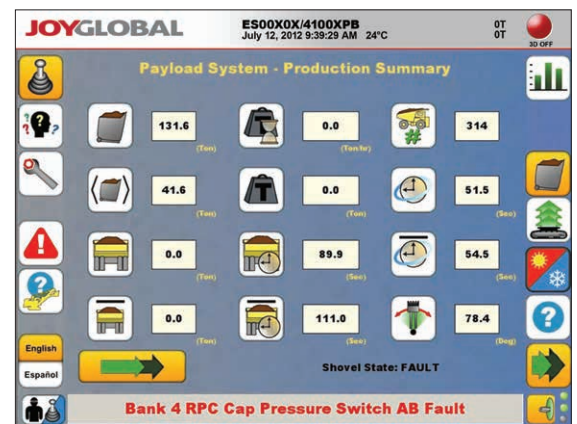 JOYGLOBAL
ES00X0X/4100XPB
July 12, 2012 9:39:29 AM 24°C
0T
0T
3D OFF
Payload System - Production Summary
131.6
(Ton)
0.0
(Ton/hr)
#
314
41.6
(Ton)
T
0.0
(Ton)
51.5
(Sec)
0.0
(Ton)
89.9
(Sec)
54.5
(Sec)
0.0
(Ton)
111.0
(Sec)
78.4
(Deg)
English
Español
Shovel State: FAULT
Bank 4 RPC Cap Pressure Switch AB Fault